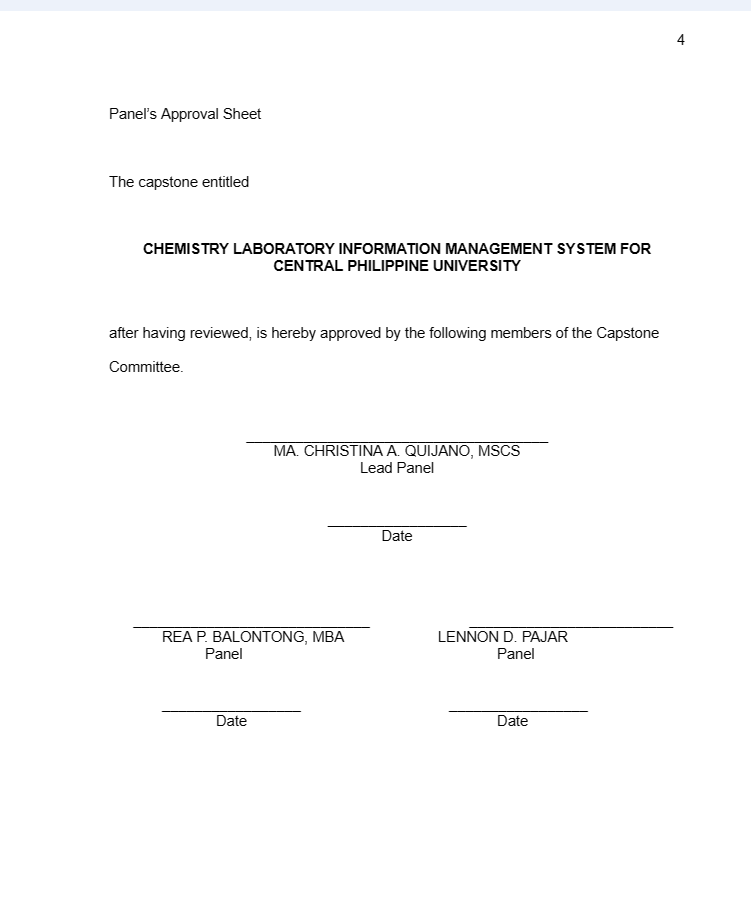 4
Panel's Approval Sheet
The capstone entitled
CHEMISTRY LABORATORY INFORMATION MANAGEMENT SYSTEM FOR
CENTRAL PHILIPPINE UNIVERSITY
after having reviewed, is hereby approved by the following members of the Capstone
Committee.
MA. CHRISTINA A. QUIJANO, MSCS
Lead Panel
Date
REA P. BALONTONG, MBA LENNON D. PAJAR
Panel Panel
Date Date